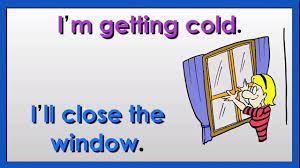 I'm getting cold.
I'll close the
window.